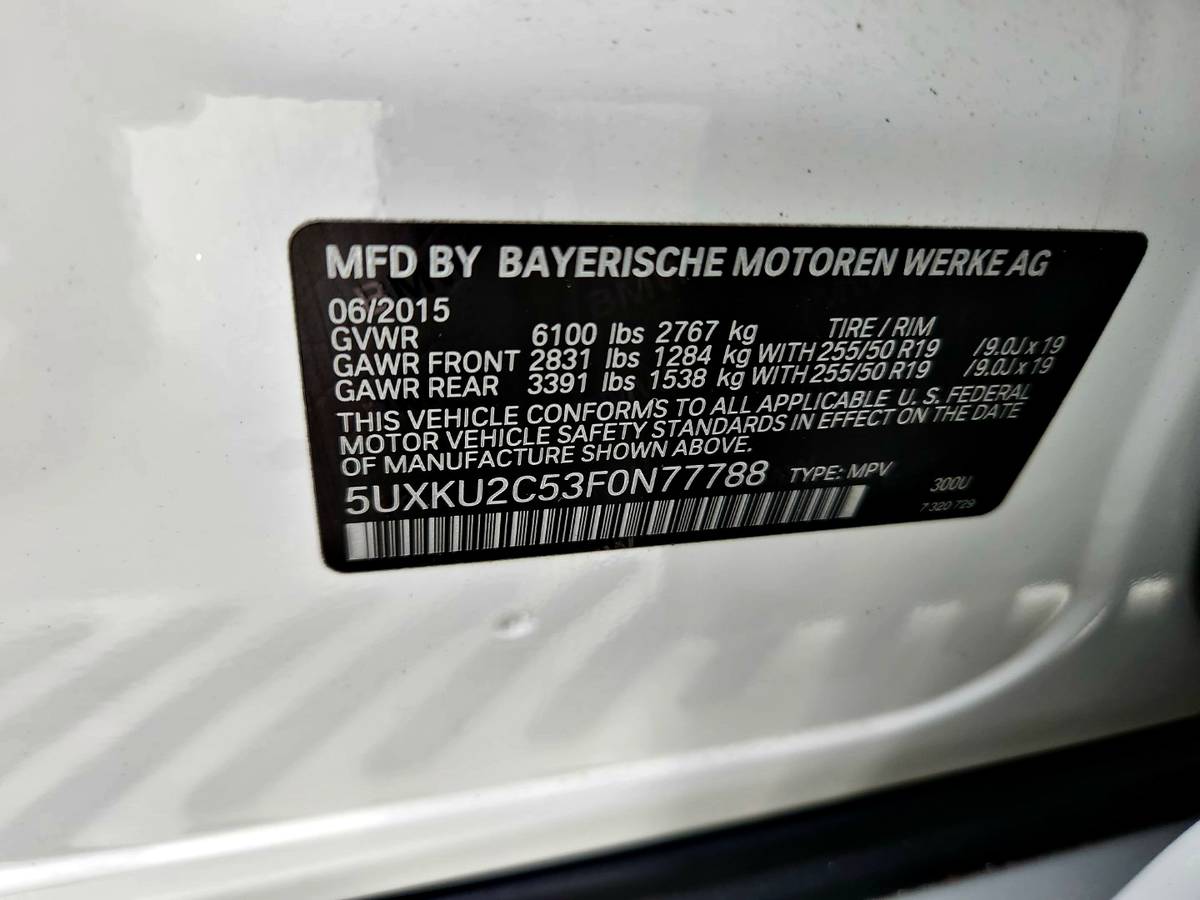 MFD BY BAYERISCHE MOTOREN WERKE AG
06/2015
GVWR 6100 lbs 2767 kg TIRE / RIM
GAWR FRONT 2831 lbs 1284 kg WITH 255/50 R19 /9.0J x 19
GAWR REAR 3391 lbs 1538 kg WITH 255/50 R19 /9.0J x 19
THIS VEHICLE CONFORMS TO ALL APPLICABLE U. S. FEDERAL
MOTOR VEHICLE SAFETY STANDARDS IN EFFECT ON THE DATE
OF MANUFACTURE SHOWN ABOVE.
5UXKU2C53F0N77788 TYPE: MPV 300U
7 320 729